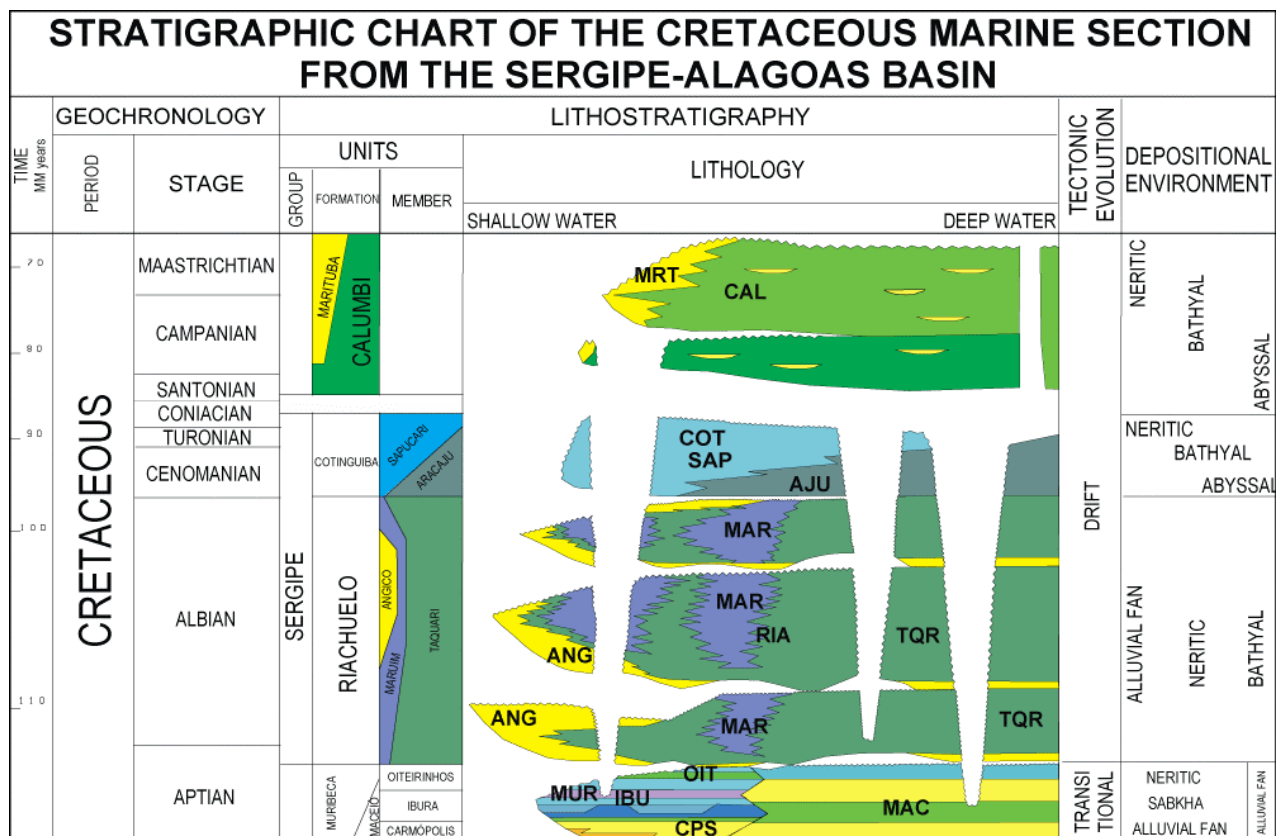 STRATIGRAPHIC CHART OF THE CRETACEOUS MARINE SECTION
FROM THE SERGIPE-ALAGOAS BASIN
TIME
MM years
GEOCHRONOLOGY
PERIOD
STAGE
LITHOSTRATIGRAPHY
UNITS
GROUP
FORMATION
MEMBER
LITHOLOGY
SHALLOW WATER
DEEP WATER
TECTONIC
EVOLUTION
DEPOSITIONAL
ENVIRONMENT
70
80
90
100
110
CRETACEOUS
MAASTRICHTIAN
CAMPANIAN
SANTONIAN
CONIACIAN
TURONIAN
CENOMANIAN
ALBIAN
APTIAN
SERGIPE
MARITUBA
CALUMBI
COTINGUIBA
SAPUCARI
ARACAJU
RIACHUELO
ANGICO
MARUIM
TAQUARI
MURIBECA
MACEIÓ
OITEIRINHOS
IBURA
CARMÓPOLIS
MRT
CAL
COT
SAP
AJU
MAR
MAR
RIA
TQR
ANG
ANG
MAR
TQR
OIT
MUR
IBU
MAC
CPS
DRIFT
TRANSI
TIONAL
NERITIC
BATHYAL
ABYSSAL
NERITIC
BATHYAL
ABYSSAL
ALLUVIAL FAN
NERITIC
BATHYAL
NERITIC
SABKHA
ALLUVIAL FAN
ALLUVIAL FAN